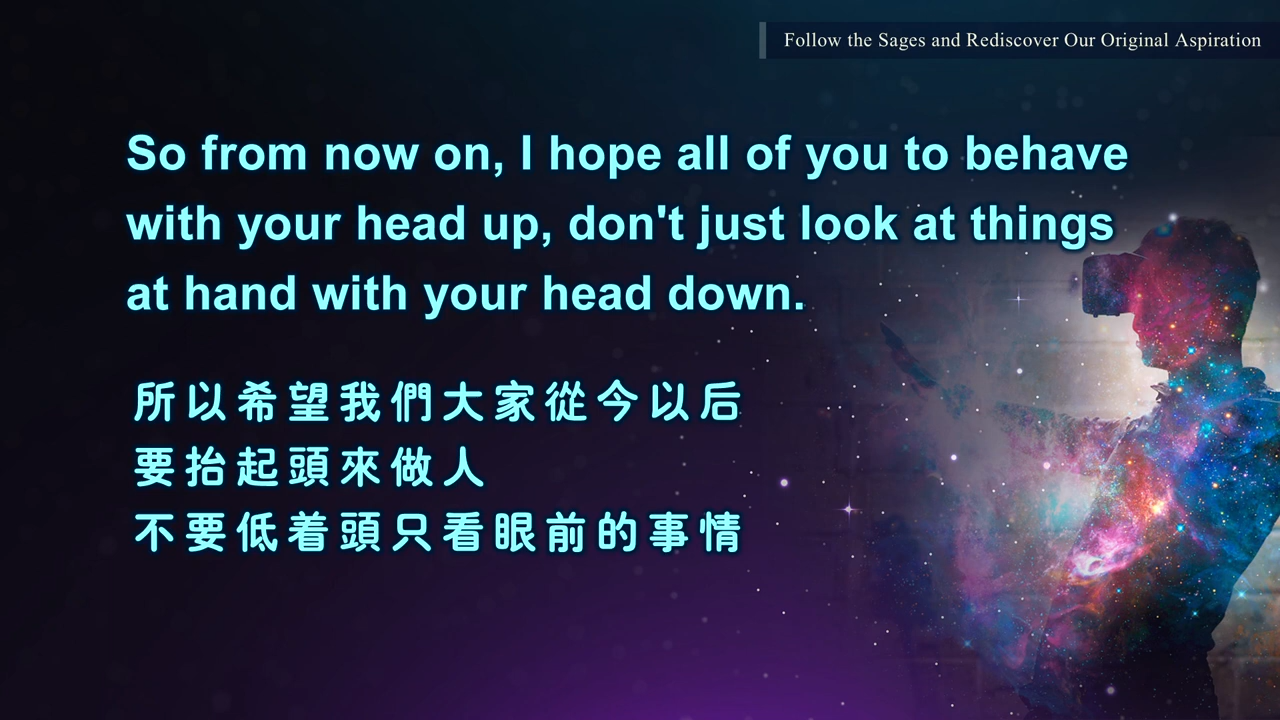 Follow the Sages and Rediscover Our Original Aspiration
So from now on, I hope all of you to behave
with your head up, don't just look at things
at hand with your head down.
所以希望我們大家從今以后
要抬起頭來做人
不要低着頭只看眼前的事情